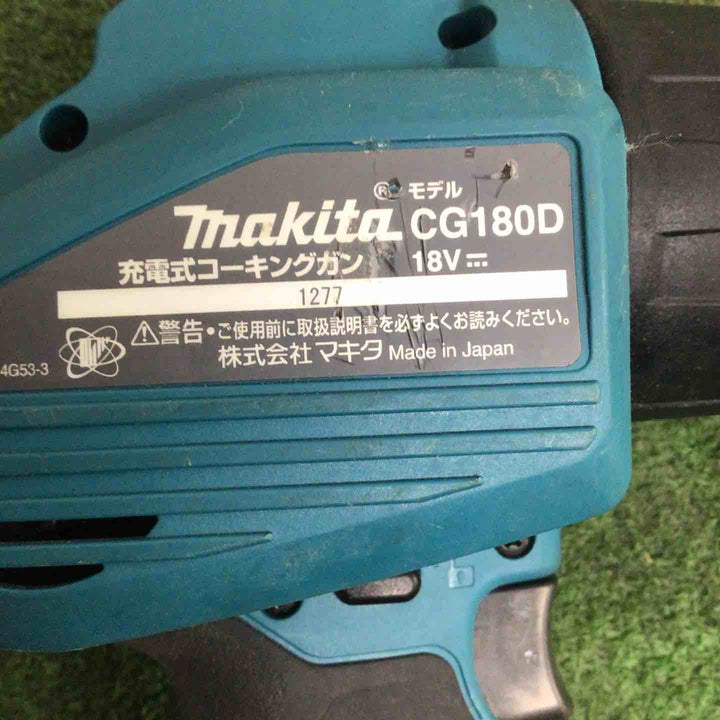 ® モデル
makita CG180D
充電式コーキングガン 18V
1277
⚠警告・ご使用前に取扱説明書を必ずよくお読みください。
4G53-3 株式会社 マキタ Made in Japan